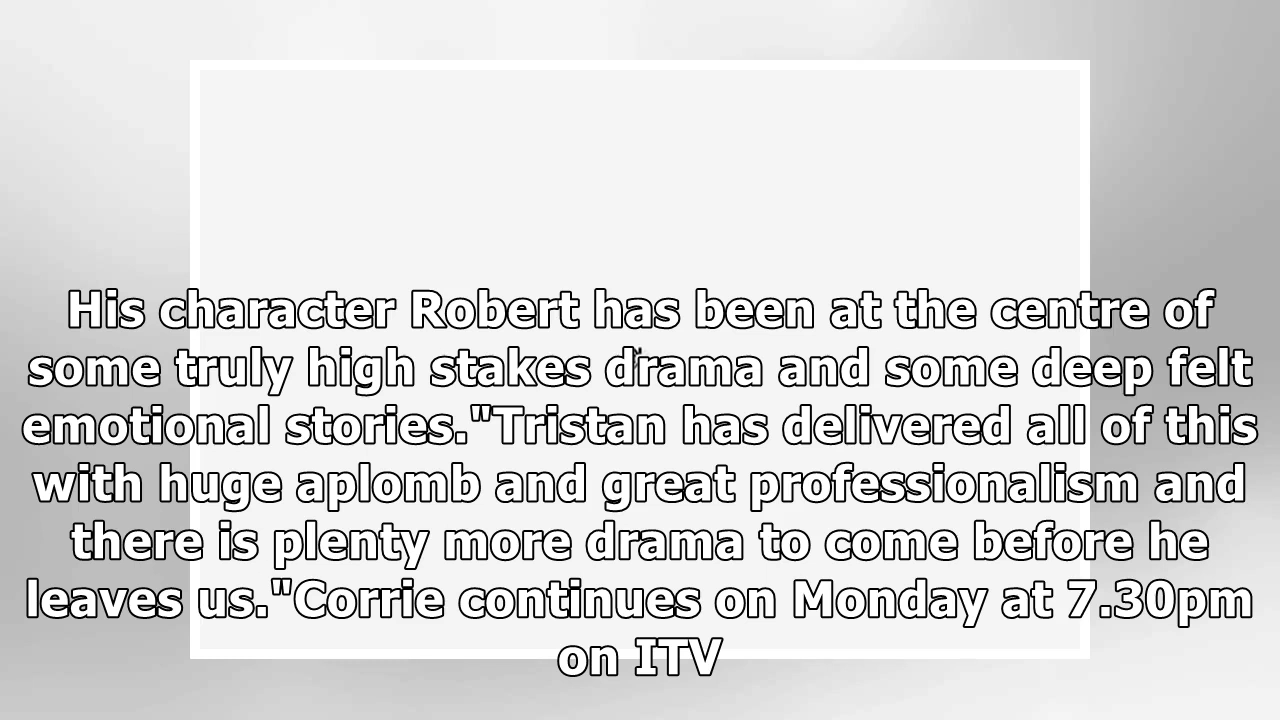 His character Robert has been at the centre of
some truly high stakes drama and some deep felt
emotional stories."Tristan has delivered all of this
with huge aplomb and great professionalism and
there is plenty more drama to come before he
leaves us."Corrie continues on Monday at 7.30pm
on ITV